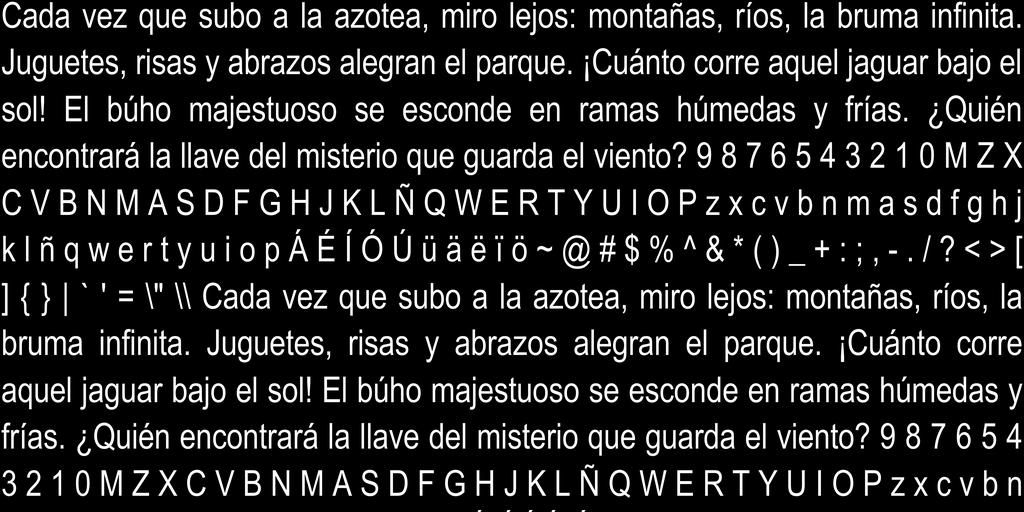 Cada vez que subo a la azotea, miro lejos: montañas, ríos, la bruma infinita.
Juguetes, risas y abrazos alegran el parque. ¡Cuánto corre aquel jaguar bajo el
sol! El búho majestuoso se esconde en ramas húmedas y frías. ¿Quién
encontrará la llave del misterio que guarda el viento? 9 8 7 6 5 4 3 2 1 0 M Z X
C V B N M A S D F G H J K L Ñ Q W E R T Y U I O P z x c v b n m a s d f g h j
k l ñ q w e r t y u i o p Á É Í Ó Ú ü ä ë ï ö ~ @ # $ % ^ & * ( ) _ + : ; , - . / ? < > [
] { } | ` ' = \" \\ Cada vez que subo a la azotea, miro lejos: montañas, ríos, la
bruma infinita. Juguetes, risas y abrazos alegran el parque. ¡Cuánto corre
aquel jaguar bajo el sol! El búho majestuoso se esconde en ramas húmedas y
frías. ¿Quién encontrará la llave del misterio que guarda el viento? 9 8 7 6 5 4
3 2 1 0 M Z X C V B N M A S D F G H J K L Ñ Q W E R T Y U I O P z x c v b n